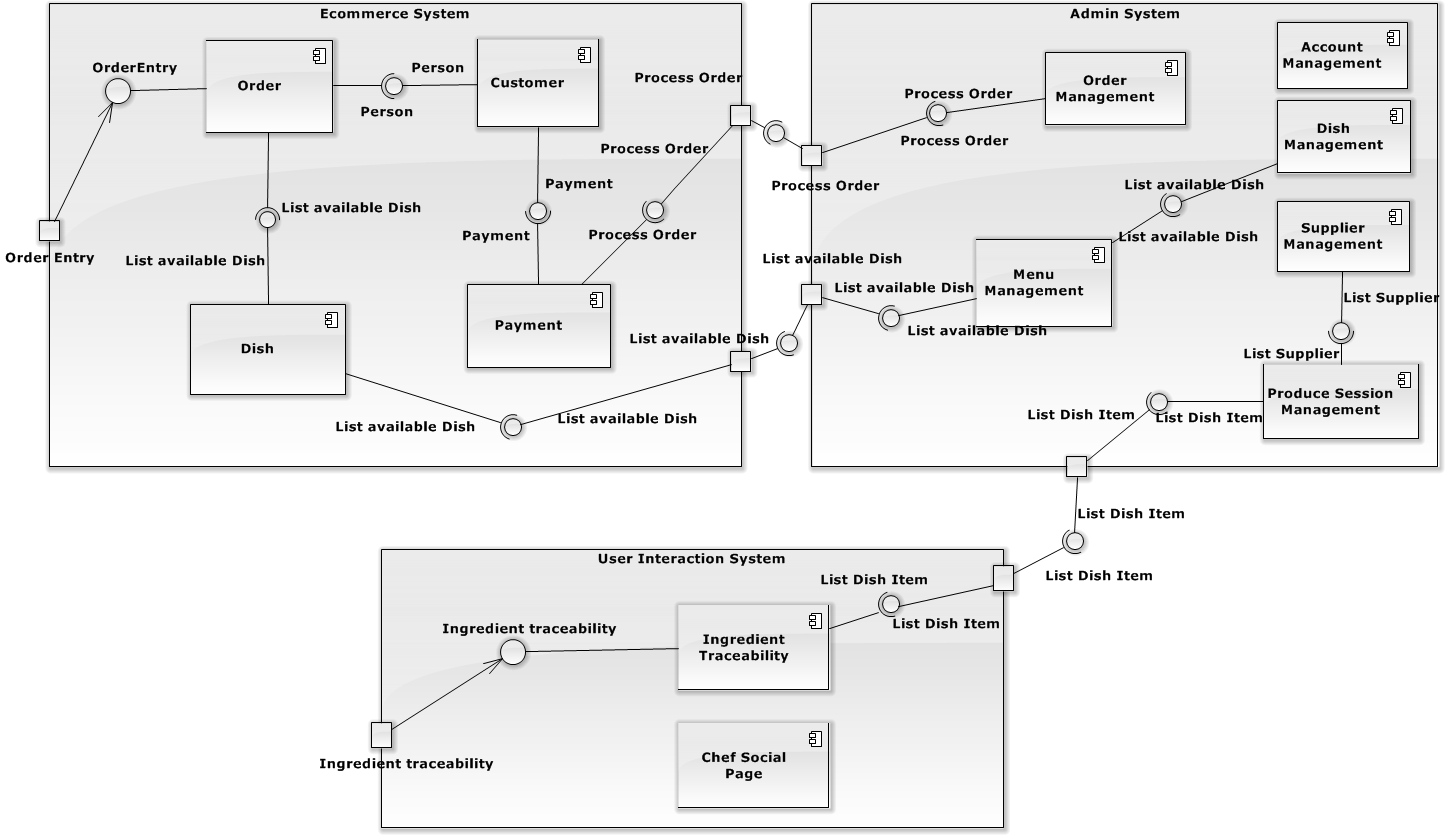 Ecommerce System
OrderEntry
Order
Person
Person
Customer
Process Order
Process Order
Process Order
Payment
Payment
List available Dish
List available Dish
Order Entry
Dish
Payment
List available Dish
List available Dish
List available Dish
Admin System
Order
Management
Process Order
Process Order
Process Order
Account
Management
Dish
Management
List available Dish
List available Dish
Supplier
Management
List available Dish
List available Dish
List available Dish
Menu
Management
List Supplier
List Supplier
Produce Session
Management
List Dish Item
List Dish Item
List Dish Item
List Dish Item
User Interaction System
List Dish Item
List Dish Item
Ingredient traceability
Ingredient
Traceability
Ingredient traceability
Chef Social
Page